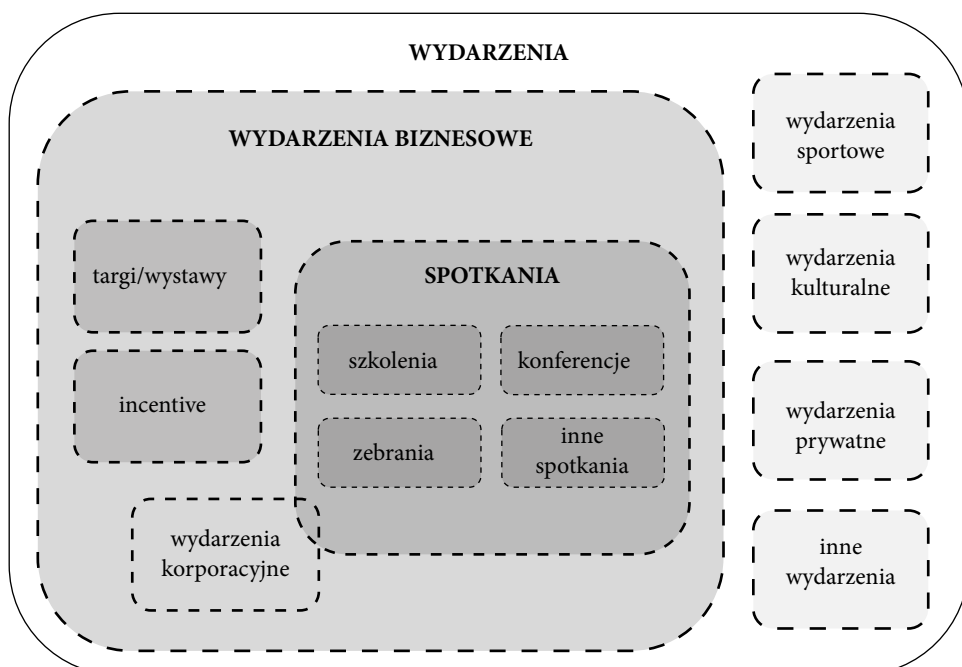 WYDARZENIA
WYDARZENIA BIZNESOWE
targi/wystawy
incentive
SPOTKANIA
szkolenia
konferencje
zebrania
inne
spotkania
wydarzenia
korporacyjne
wydarzenia
sportowe
wydarzenia
kulturalne
wydarzenia
prywatne
inne
wydarzenia